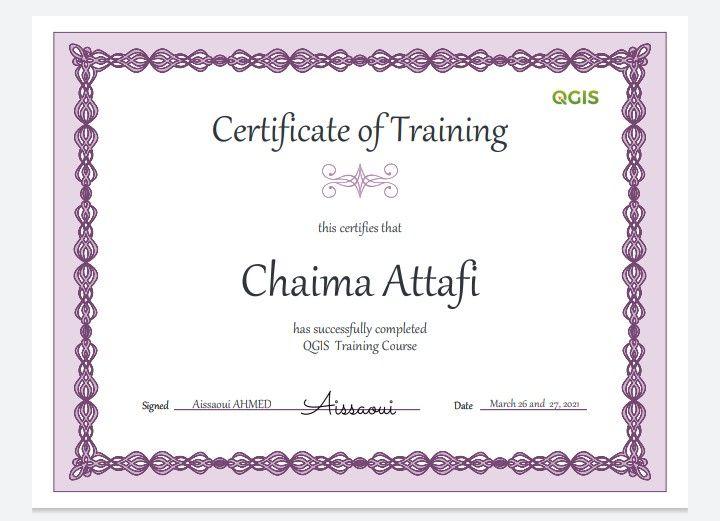 QGIS
Certificate of Training
this certifies that
Chaima Attafi
has successfully completed
QGIS Training Course
Signed Aissaoui AHMED Aissaoui Date March 26 and 27, 2021